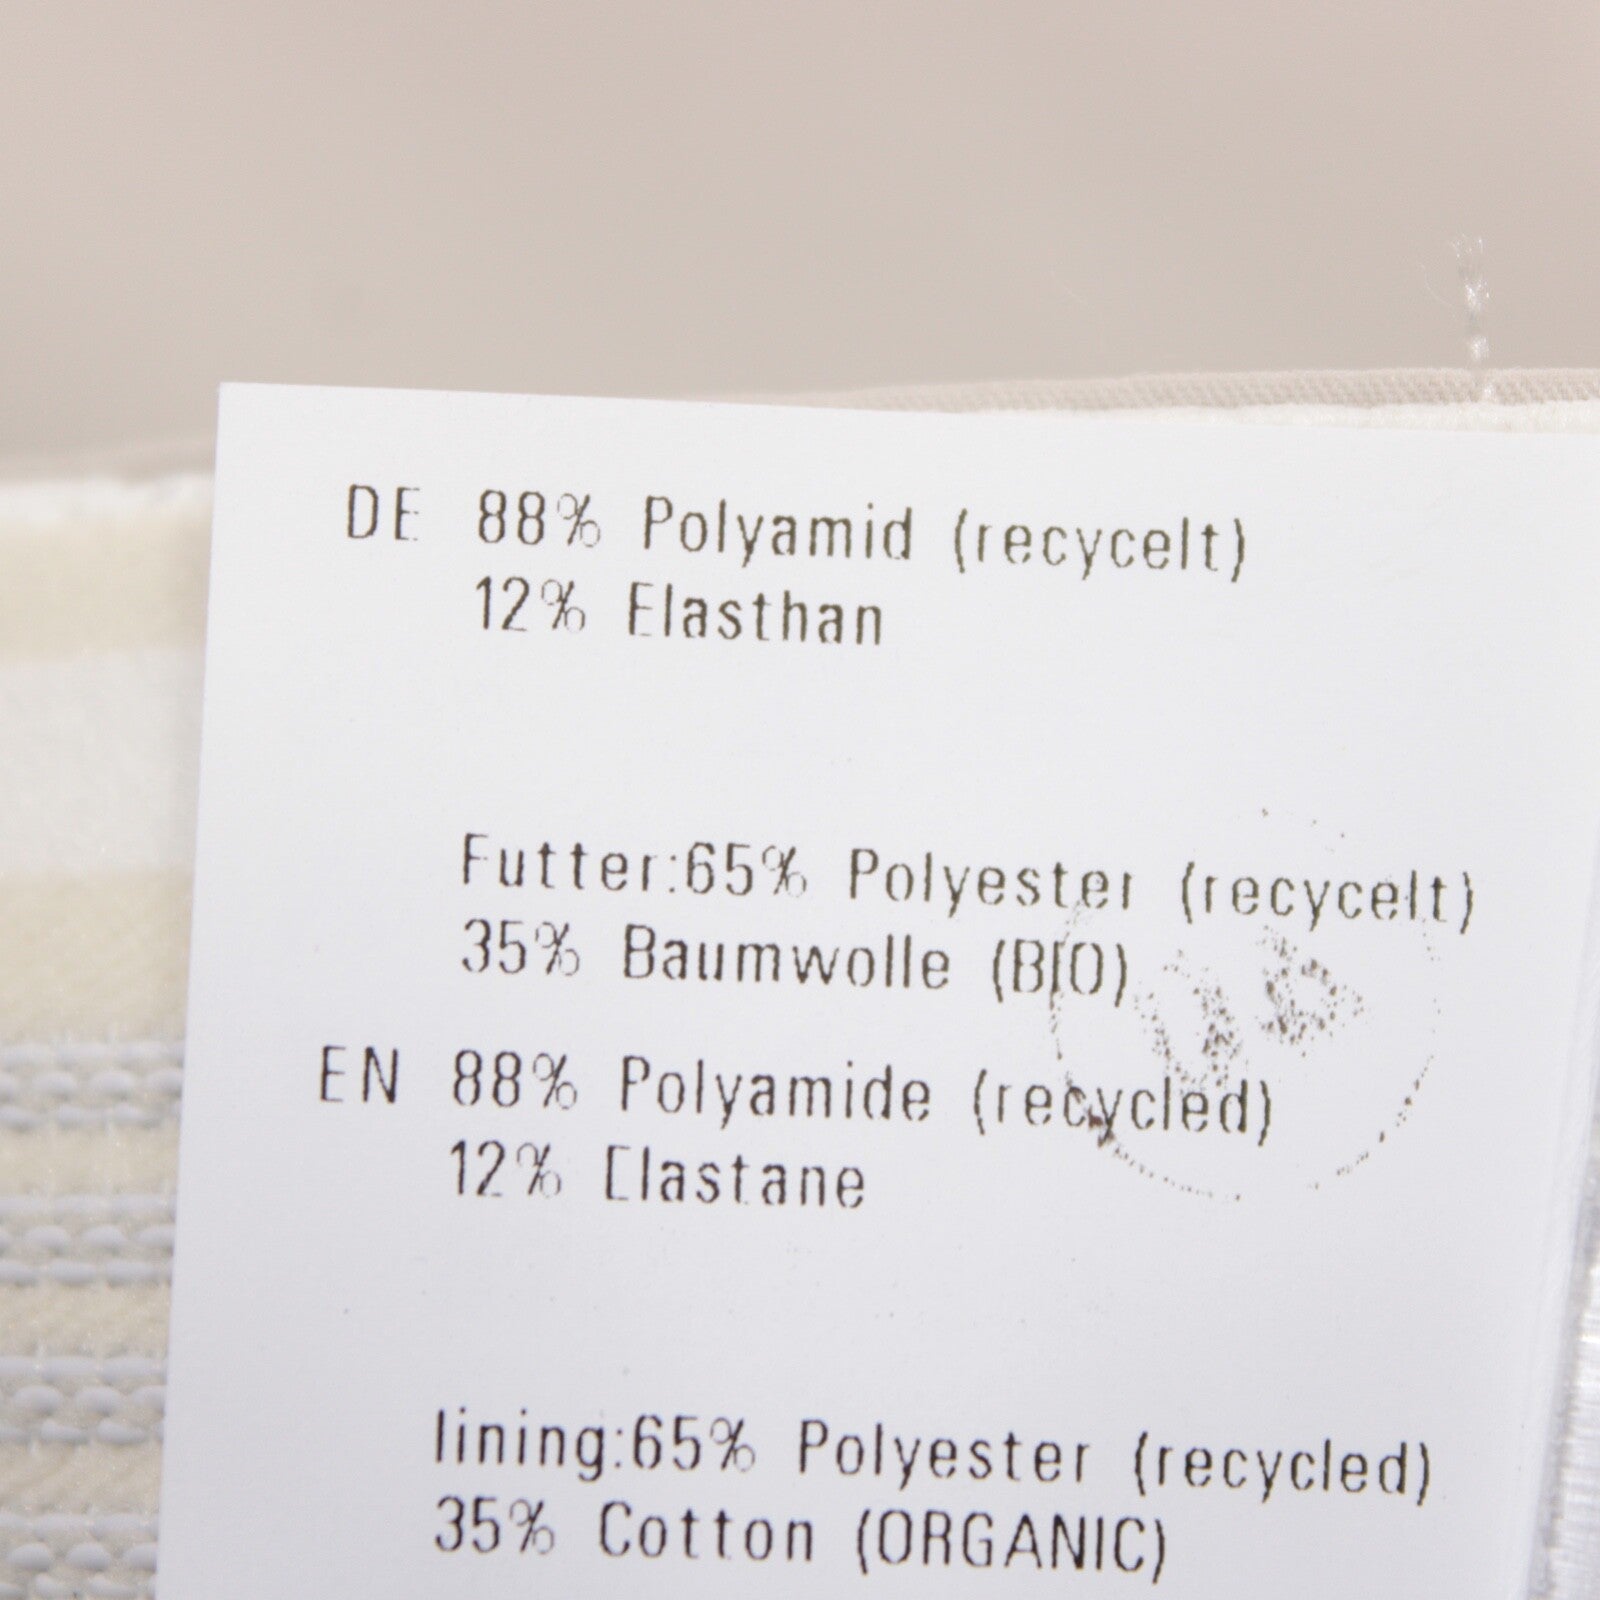 DE 88% Polyamid (recycelt)
12% Elasthan
Futter:65% Polyester (recycelt)
35% Baumwolle (BIO)
EN 88% Polyamide (recycled)
12% Elastane
lining:65% Polyester (recycled)
35% Cotton (ORGANIC)